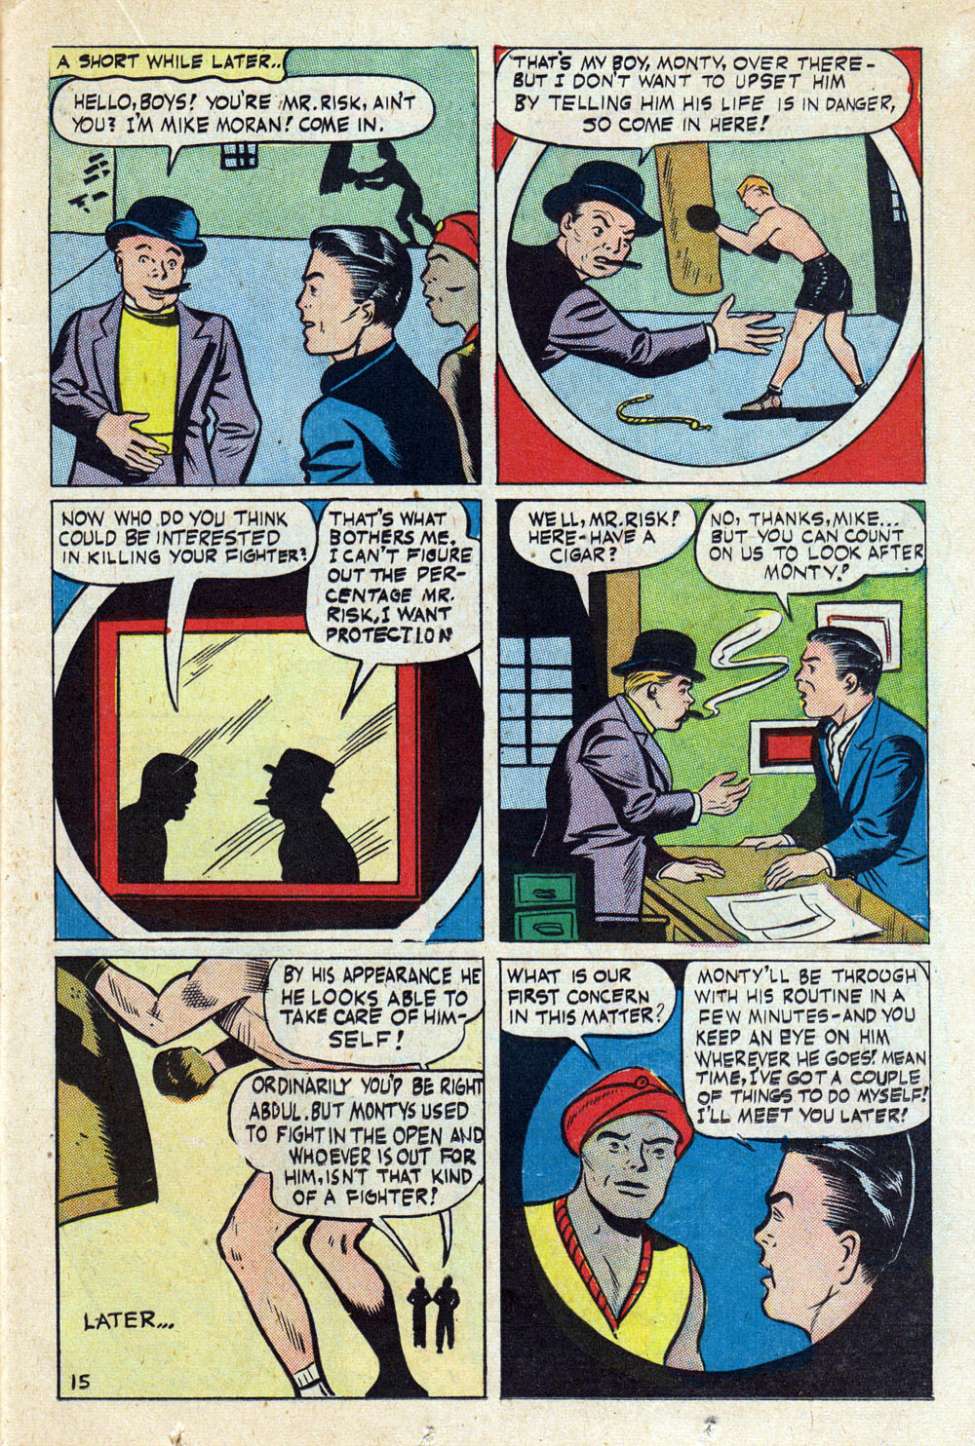 A SHORT WHILE LATER..
HELLO, BOYS! YOU'RE MR. RISK, AIN'T
YOU? I'M MIKE MORAN! COME IN.
THAT'S MY BOY, MONTY, OVER THERE-
BUT I DON'T WANT TO UPSET HIM
BY TELLING HIM HIS LIFE IS IN DANGER,
SO COME IN HERE!
NOW WHO DO YOU THINK
COULD BE INTERESTED
IN KILLING YOUR FIGHTER?
THAT'S WHAT
BOTHERS ME.
I CAN'T FIGURE
OUT THE PER-
CENTAGE MR.
RISK, I WANT
PROTECTION
WELL, MR. RISK!
HERE-HAVE A
CIGAR?
NO, THANKS, MIKE...
BUT YOU CAN COUNT
ON US TO LOOK AFTER
MONTY!
BY HIS APPEARANCE HE
HE LOOKS ABLE TO
TAKE CARE OF HIM-
SELF!
ORDINARILY YOU'D BE RIGHT
ABDUL. BUT MONTYS USED
TO FIGHT IN THE OPEN AND
WHOEVER IS OUT FOR
HIM, ISNT THAT KIND
OF A FIGHTER!
LATER...
15
WHAT IS OUR
FIRST CONCERN
IN THIS MATTER?
MONTY'LL BE THROUGH
WITH HIS ROUTINE IN A
FEW MINUTES-AND YOU
KEEP AN EYE ON HIM
WHEREVER HE GOES! MEAN
TIME, I'VE GOT A COUPLE
OF THINGS TO DO MYSELF!
I'LL MEET YOU LATER!